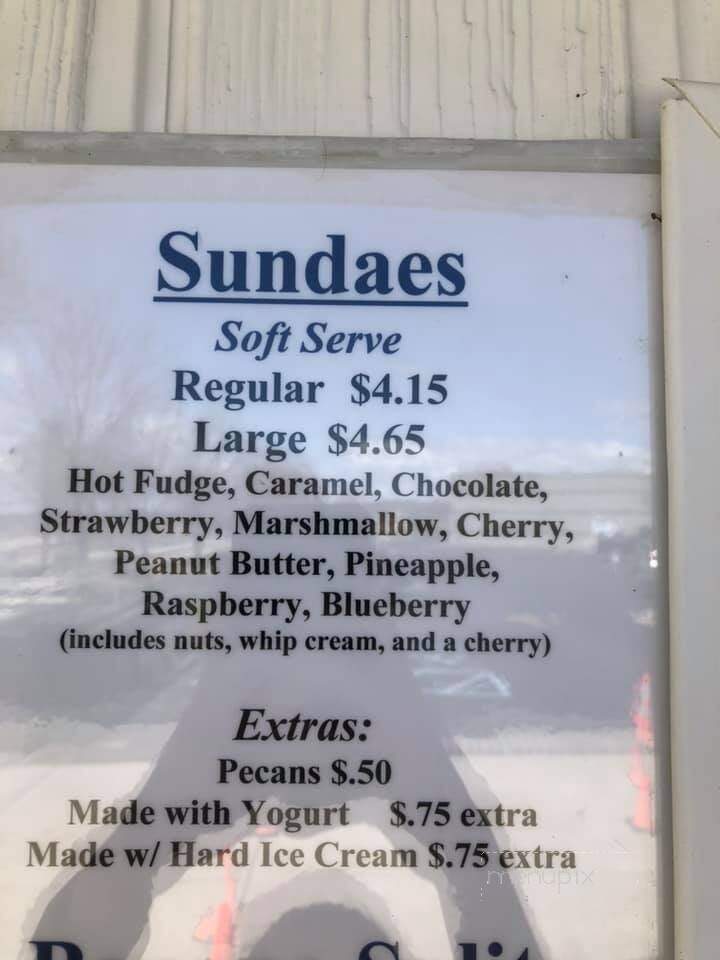 Sundaes
Soft Serve
Regular $4.15
Large $4.65
Hot Fudge, Caramel, Chocolate,
Strawberry, Marshmallow, Cherry,
Peanut Butter, Pineapple,
Raspberry, Blueberry
(includes nuts, whip cream, and a cherry)
Extras:
Pecans $.50
Made with Yogurt $.75 extra
Made w/ Hard Ice Cream $.75 extra
menupix